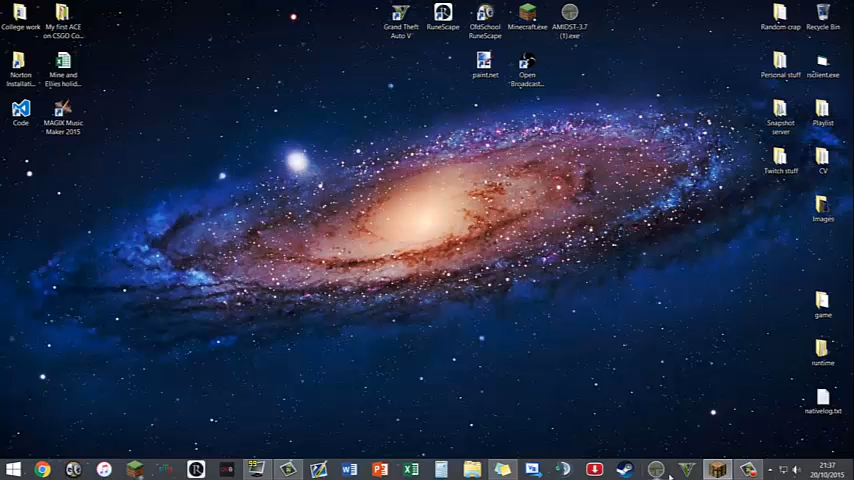 College work
My first ACE
on CSGO Co...
Grand Theft
Auto V
RuneScape
OldSchool
RuneScape
Minecraft.exe
AMIDST-3.7
(1).exe
Random crap
Recycle Bin
Norton
Installati...
Mine and
Ellies holid...
paint.net
Open
Broadcast...
Personal stuff
rsclient.exe
Code
MAGIX Music
Maker 2015
Snapshot
server
Playlist
Twitch stuff
CV
Images
game
runtime
nativelog.txt
21:37
20/10/2015